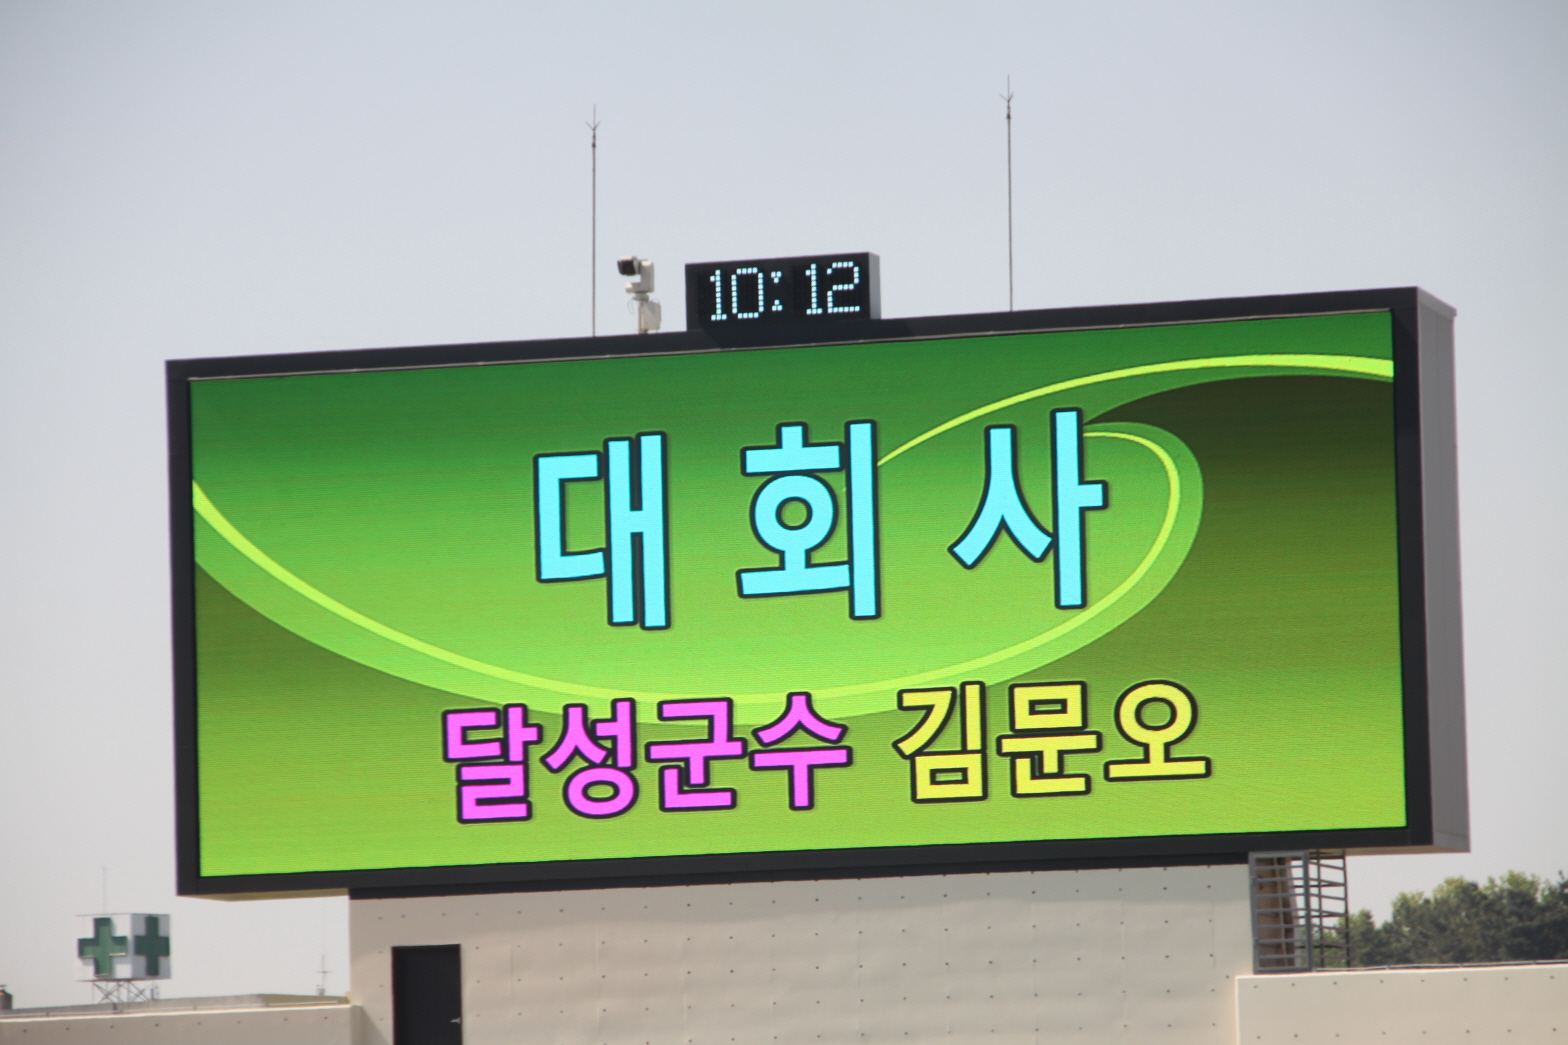 10:12
대 회 사
달성군수 김문오